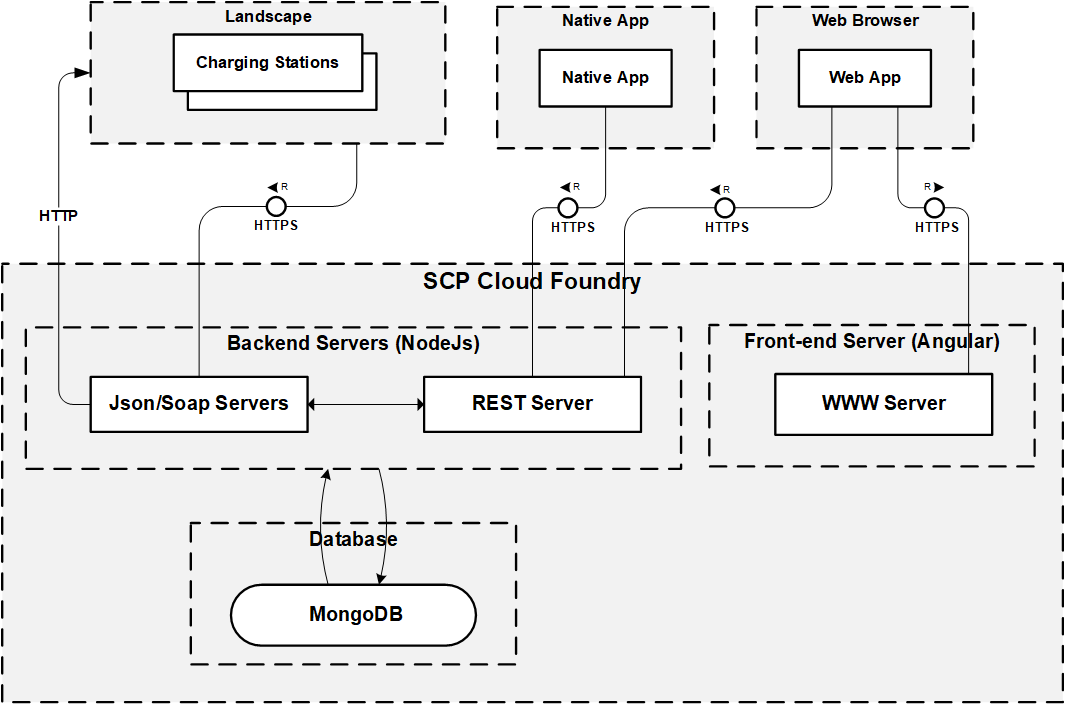 Landscape
Native App
Web Browser
Charging Stations
Native App
Web App
R
R
R
R
HTTP
HTTPS
HTTPS
HTTPS
HTTPS
SCP Cloud Foundry
Backend Servers (NodeJs)
Front-end Server (Angular)
Json/Soap Servers
REST Server
WWW Server
Database
MongoDB